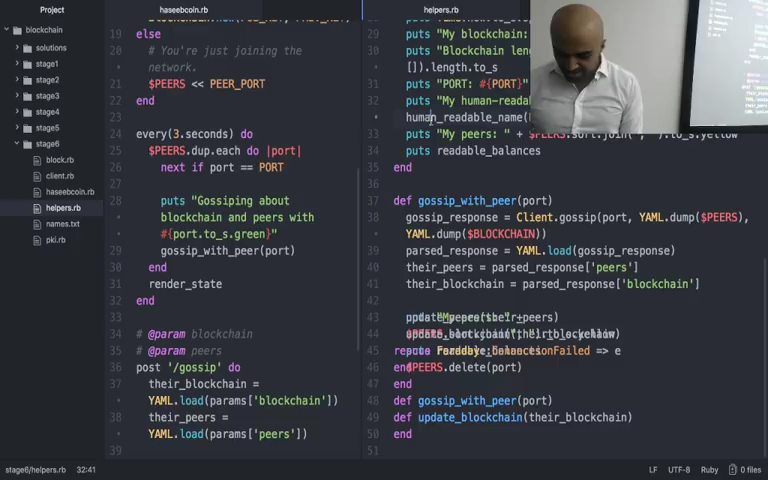 Project
haseebcoin.rb
helpers.rb
blockchain
solutions
stage1
stage2
stage3
stage4
stage5
stage6
block.rb
client.rb
haseebcoin.rb
helpers.rb
names.txt
pki.rb
19 else
20 # You're just joining the
network.
21 $PEERS << PEER_PORT
22 end
23
24 every(3.seconds) do
25 $PEERS.dup.each do |port|
26 next if port == PORT
27
28 puts "Gossiping about
blockchain and peers with
#{port.to_s.green}"
29 gossip_with_peer(port)
30 end
31 render_state
32 end
33
34 # @param blockchain
35 # @param peers
36 post '/gossip' do
37 their_blockchain =
YAML.load(params['blockchain'])
38 their_peers =
YAML.load(params['peers'])
39
29 puts "My blockchain:
30 puts "Blockchain
[]).length.to_s
31 puts "PORT: #{PORT}"
32 puts "My
human_readable_name(
33 puts "My peers: " +
34 puts readable_balances
35 end
36
37 def gossip_with_peer(port)
38 gossip_response = Client.gossip(port, YAML.dump($PEERS),
YAML.dump($BLOCKCHAIN))
39 parsed_response = YAML.load(gossip_response)
40 their_peers = parsed_response['peers']
41 their_blockchain = parsed_response['blockchain']
42
43
44
45
46 $PEERS.delete(port)
47 end
48 def gossip_with_peer(port)
49 def update_blockchain(their_blockchain)
50 end
51
stage6/helpers.rb 32:41
LF UTF-8 Ruby 0 files